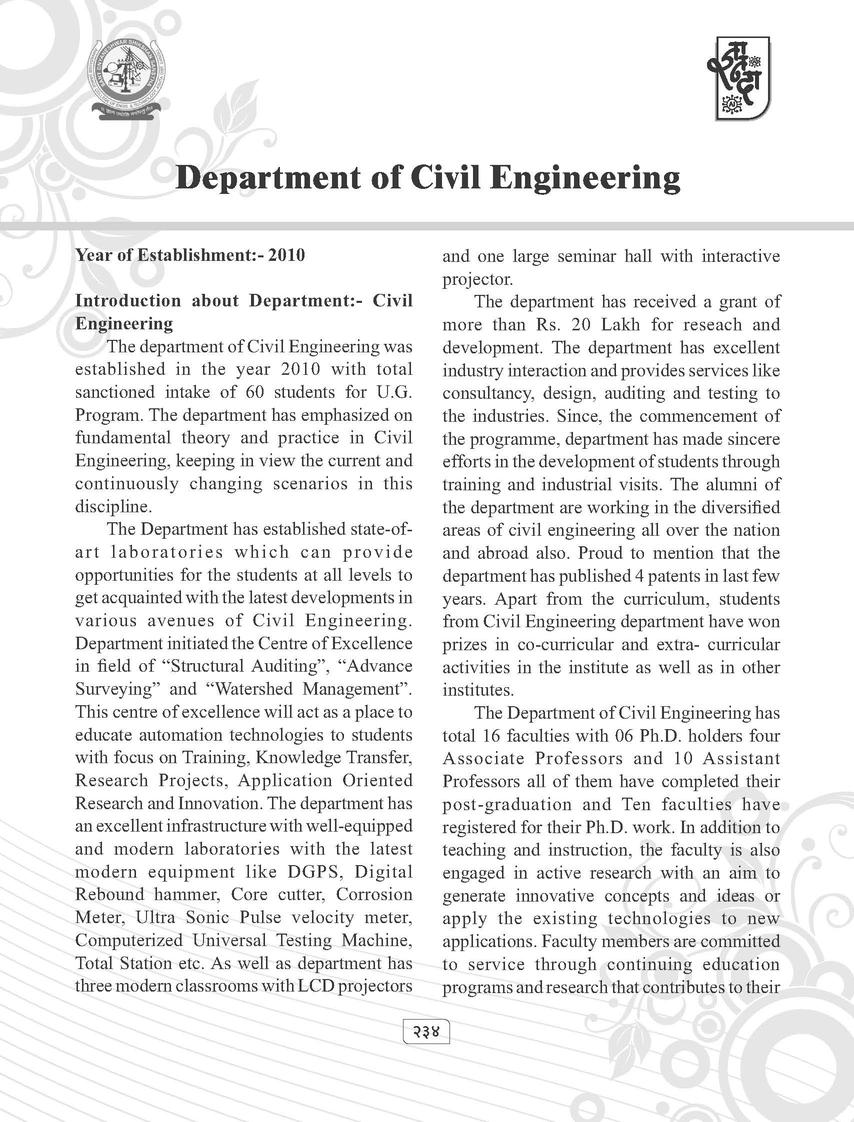 Department of Civil Engineering
Year of Establishment:- 2010
Introduction about Department:- Civil
Engineering
The department of Civil Engineering was
established in the year 2010 with total
sanctioned intake of 60 students for U.G.
Program. The department has emphasized on
fundamental theory and practice in Civil
Engineering, keeping in view the current and
continuously changing scenarios in this
discipline.
The Department has established state-of-
art laboratories which can provide
opportunities for the students at all levels to
get acquainted with the latest developments in
various avenues of Civil Engineering.
Department initiated the Centre of Excellence
in field of “Structural Auditing”, “Advance
Surveying” and “Watershed Management”.
This centre of excellence will act as a place to
educate automation technologies to students
with focus on Training, Knowledge Transfer,
Research Projects, Application Oriented
Research and Innovation. The department has
an excellent infrastructure with well-equipped
and modern laboratories with the latest
modern equipment like DGPS, Digital
Rebound hammer, Core cutter, Corrosion
Meter, Ultra Sonic Pulse velocity meter,
Computerized Universal Testing Machine,
Total Station etc. As well as department has
three modern classrooms with LCD projectors
and one large seminar hall with interactive
projector.
The department has received a grant of
more than Rs. 20 Lakh for reseach and
development. The department has excellent
industry interaction and provides services like
consultancy, design, auditing and testing to
the industries. Since, the commencement of
the programme, department has made sincere
efforts in the development of students through
training and industrial visits. The alumni of
the department are working in the diversified
areas of civil engineering all over the nation
and abroad also. Proud to mention that the
department has published 4 patents in last few
years. Apart from the curriculum, students
from Civil Engineering department have won
prizes in co-curricular and extra- curricular
activities in the institute as well as in other
institutes.
The Department of Civil Engineering has
total 16 faculties with 06 Ph.D. holders four
Associate Professors and 10 Assistant
Professors all of them have completed their
post-graduation and Ten faculties have
registered for their Ph.D. work. In addition to
teaching and instruction, the faculty is also
engaged in active research with an aim to
generate innovative concepts and ideas or
apply the existing technologies to new
applications. Faculty members are committed
to service through continuing education
programs and research that contributes to their
२३४